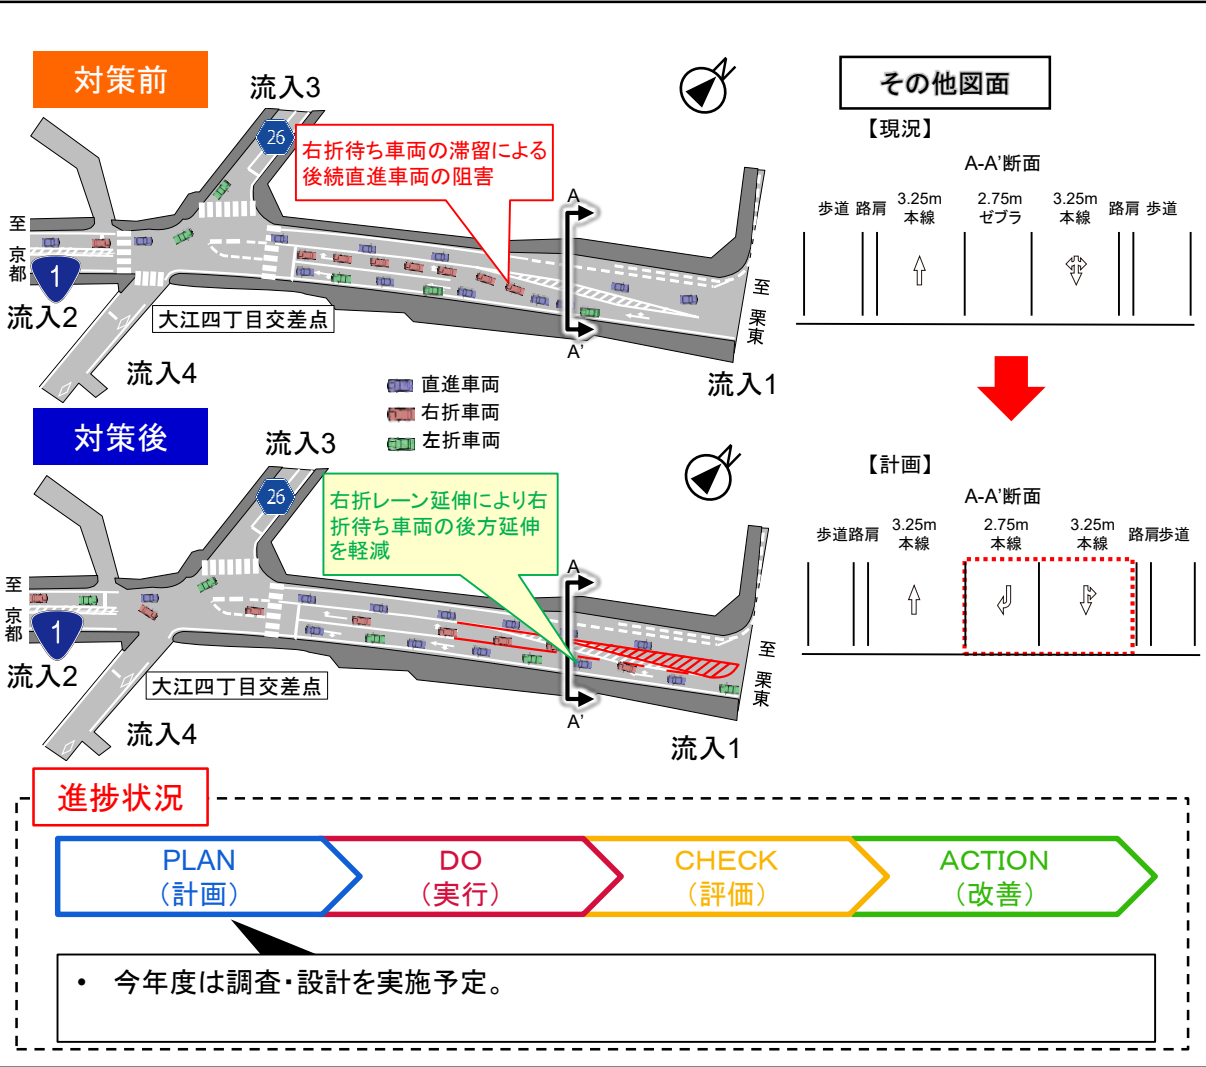 対策前
流入3
26
右折待ち車両の滞留による
後続直進車両の阻害
至
京
都
1
流入2
大江四丁目交差点
流入4
A
A'
至
栗
東
流入1
直進車両
右折車両
左折車両
その他図面
【現況】
A-A'断面
歩道 路肩 3.25m 本線 2.75m ゼブラ 3.25m 本線 路肩 歩道
対策後
流入3
26
右折レーン延伸により右
折待ち車両の後方延伸
を軽減
至
京
都
1
流入2
大江四丁目交差点
流入4
A
A'
至
栗
東
流入1
【計画】
A-A'断面
歩道路肩 3.25m 本線 2.75m 本線 3.25m 本線 路肩歩道
進捗状況
PLAN
（計画）
DO
（実行）
CHECK
（評価）
ACTION
（改善）
• 今年度は調査・設計を実施予定。